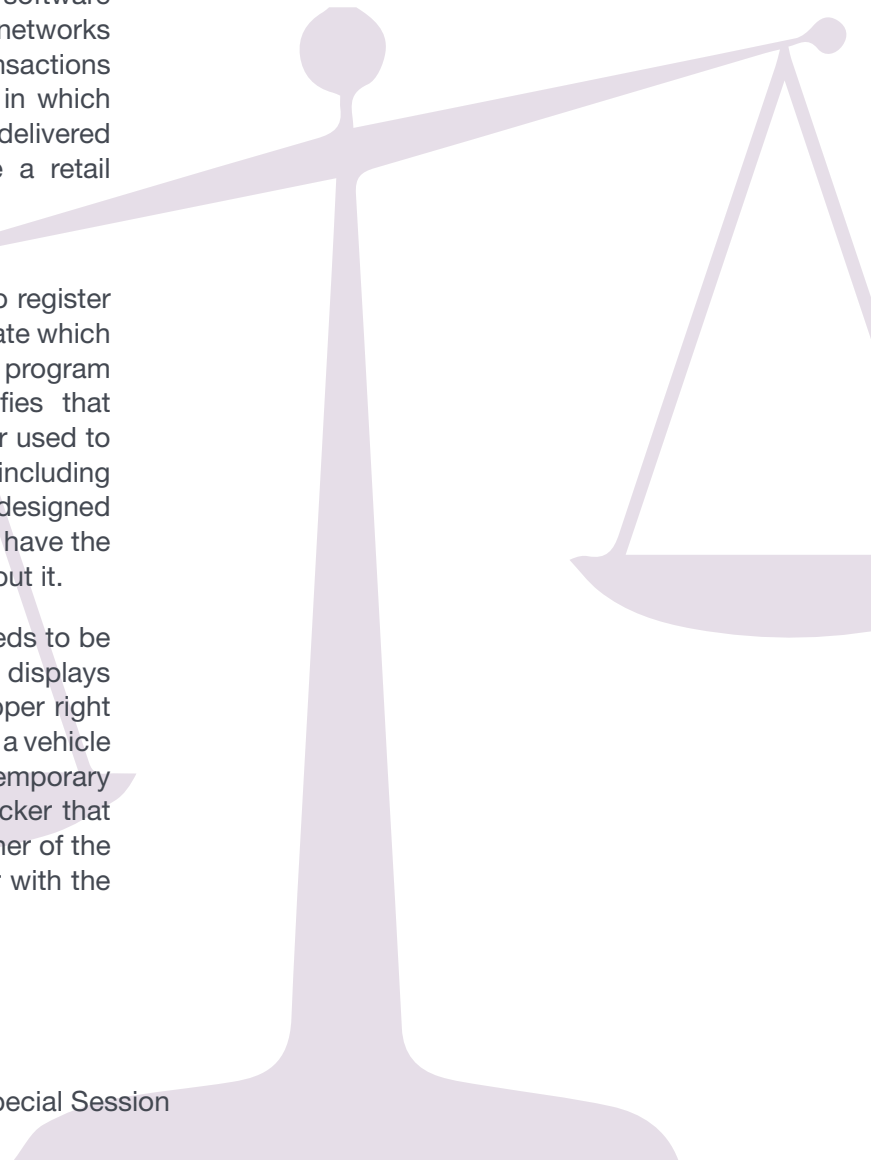 software
networks
nsactions
in which
delivered
e a retail
o register
ate which
program
fies that
r used to
including
designed
have the
out it.
eds to be
displays
pper right
a vehicle
emporary
cker that
ner of the
r with the
pecial Session